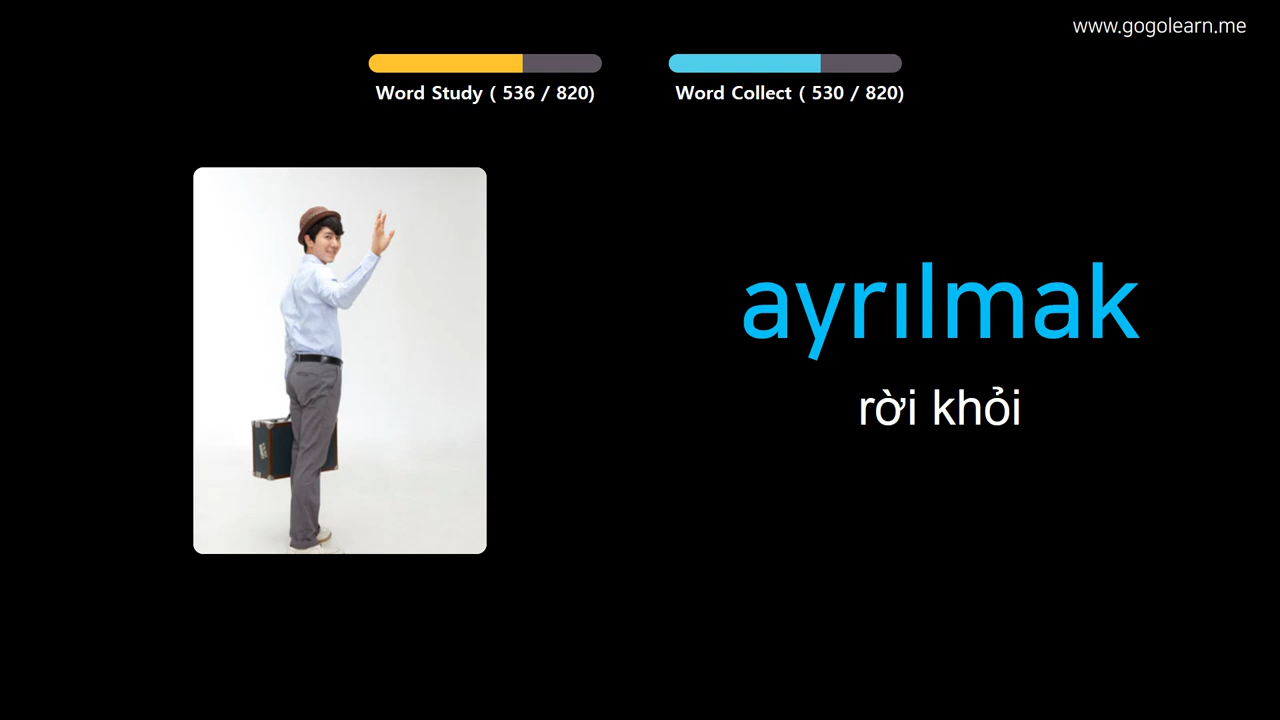 www.gogolearn.me
Word Study ( 536 / 820)
Word Collect ( 530 / 820)
ayrılmak
rời khỏi